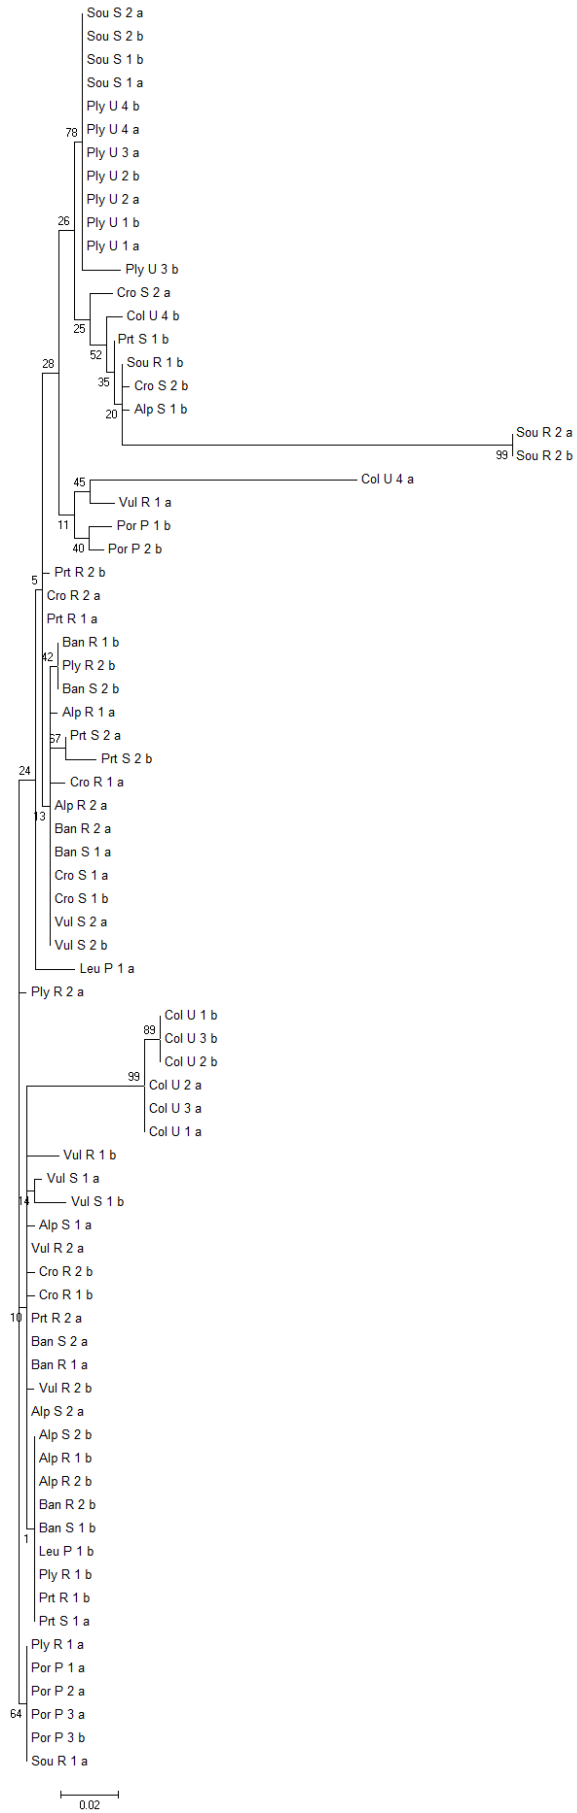 Sou S 2 a
Sou S 2 b
Sou S 1 b
Sou S 1 a
Ply U 4 b
Ply U 4 a
78
Ply U 3 a
Ply U 2 b
Ply U 2 a
Ply U 1 b
26
Ply U 1 a
Ply U 3 b
Cro S 2 a
Col U 4 b
25
Prt S 1 b
52
Sou R 1 b
28
35
Cro S 2 b
Alp S 1 b
20
Sou R 2 a
99
Sou R 2 b
45
Col U 4 a
Vul R 1 a
11
Por P 1 b
40
Por P 2 b
Prt R 2 b
5
Cro R 2 a
Prt R 1 a
Ban R 1 b
42
Ply R 2 b
Ban S 2 b
Alp R 1 a
67
Prt S 2 a
Prt S 2 b
24
Cro R 1 a
Alp R 2 a
13
Ban R 2 a
Ban S 1 a
Cro S 1 a
Cro S 1 b
Vul S 2 a
Vul S 2 b
Leu P 1 a
Ply R 2 a
Col U 1 b
89
Col U 3 b
Col U 2 b
99
Col U 2 a
Col U 3 a
Col U 1 a
Vul R 1 b
Vul S 1 a
14
Vul S 1 b
Alp S 1 a
Vul R 2 a
Cro R 2 b
Cro R 1 b
10
Prt R 2 a
Ban S 2 a
Ban R 1 a
Vul R 2 b
Alp S 2 a
Alp S 2 b
Alp R 1 b
Alp R 2 b
Ban R 2 b
Ban S 1 b
1
Leu P 1 b
Ply R 1 b
Prt R 1 b
Prt S 1 a
Ply R 1 a
Por P 1 a
Por P 2 a
64
Por P 3 a
Por P 3 b
Sou R 1 a
0.02